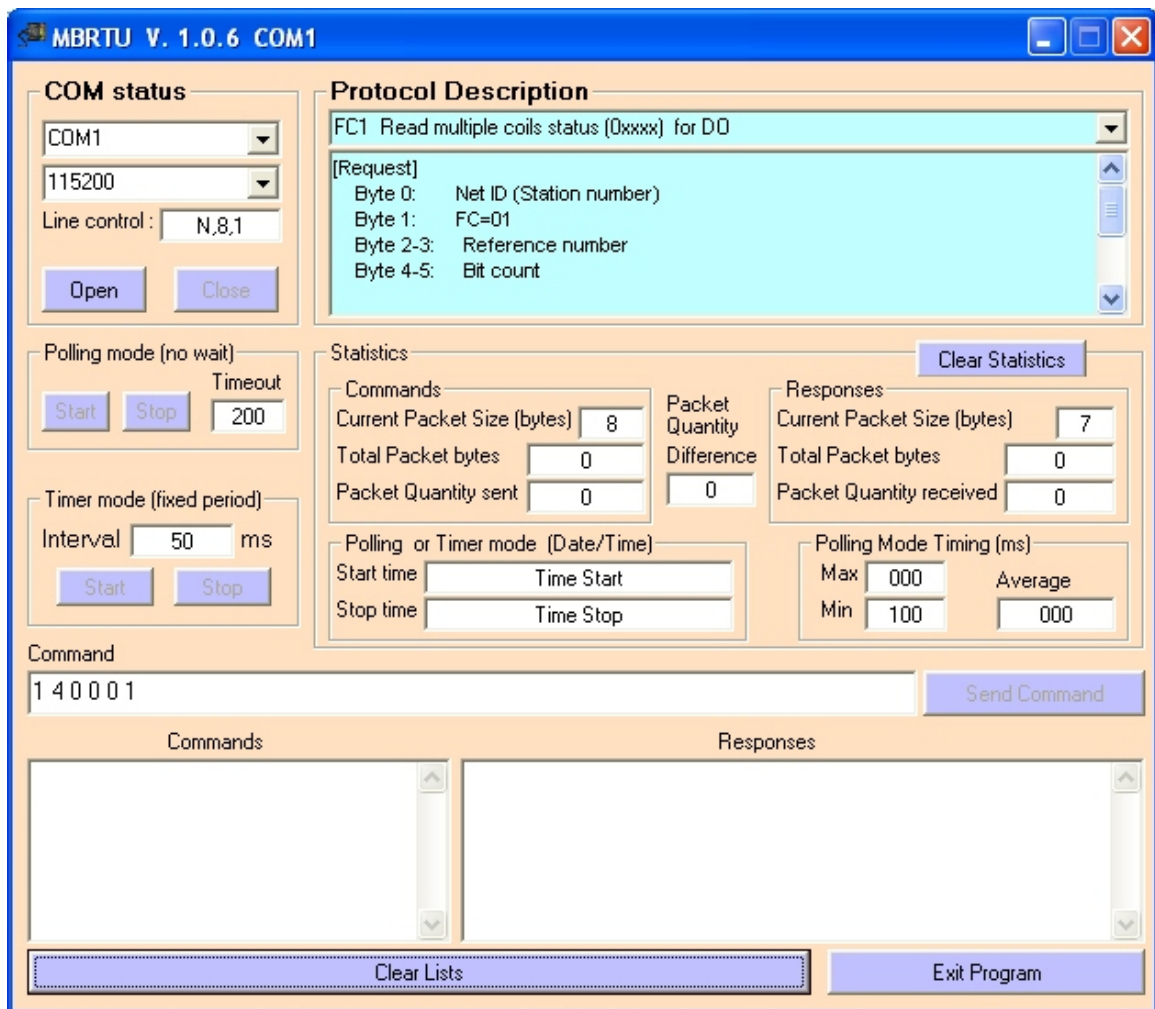 MBRTU V. 1.0.6 COM1
COM status
COM1
115200
Line control : N,8,1
Open Close
Protocol Description
FC1 Read multiple coils status (0xxxx) for DO
[Request]
Byte 0: Net ID (Station number)
Byte 1: FC=01
Byte 2-3: Reference number
Byte 4-5: Bit count
Polling mode (no wait)
Timeout
Start Stop 200
Timer mode (fixed period)
Interval 50 ms
Start Stop
Statistics
Clear Statistics
Commands
Current Packet Size (bytes) 8
Total Packet bytes 0
Packet Quantity sent 0
Packet
Quantity
Difference
0
Responses
Current Packet Size (bytes) 7
Total Packet bytes 0
Packet Quantity received 0
Polling or Timer mode (Date/Time)
Start time Time Start
Stop time Time Stop
Polling Mode Timing (ms)
Max 000
Min 100
Average
000
Command
1 4 0 0 0 1
Send Command
Commands
Responses
Clear Lists
Exit Program